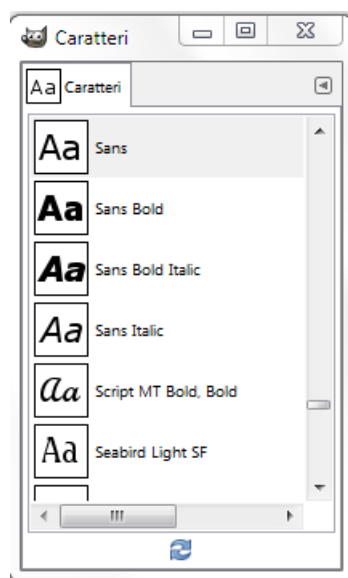 Caratteri
Aa Caratteri
Aa Sans
Aa Sans Bold
Aa Sans Bold Italic
Aa Sans Italic
Aa Script MT Bold, Bold
Aa Seabird Light SF